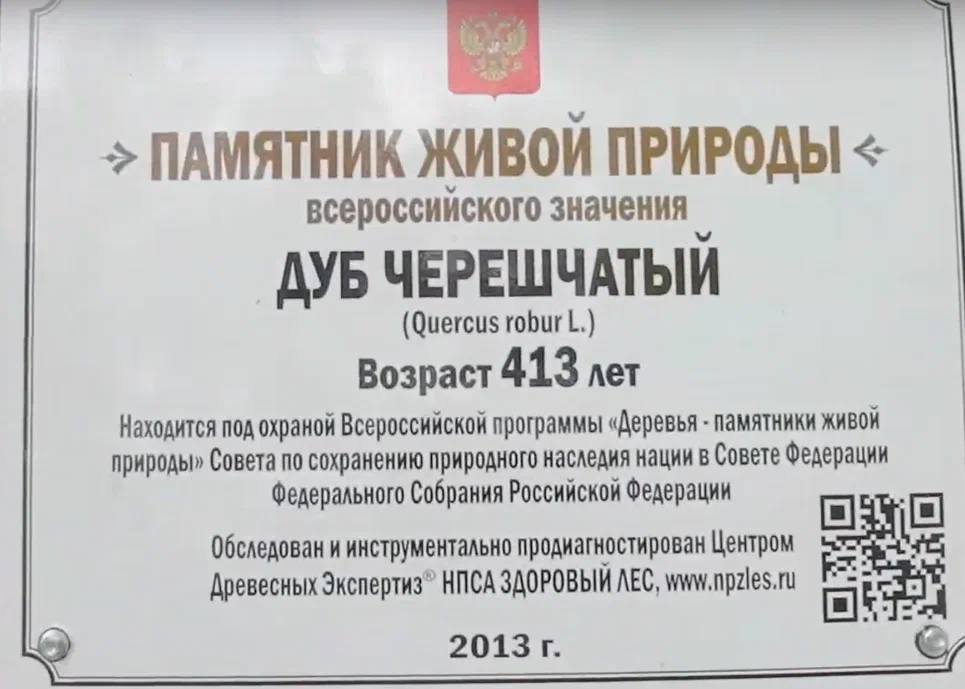 ПАМЯТНИК ЖИВОЙ ПРИРОДЫ
всероссийского значения
ДУБ ЧЕРЕШЧАТЫЙ
(Quercus robur L.)
Возраст 413 лет
Находится под охраной Всероссийской программы «Деревья - памятники живой
природы» Совета по сохранению природного наследия нации в Совете Федерации
Федерального Собрания Российской Федерации
Обследован и инструментально продиагностирован Центром
Древесных Экспертиз® НПСА ЗДОРОВЫЙ ЛЕС, www.npzles.ru
2013 г.